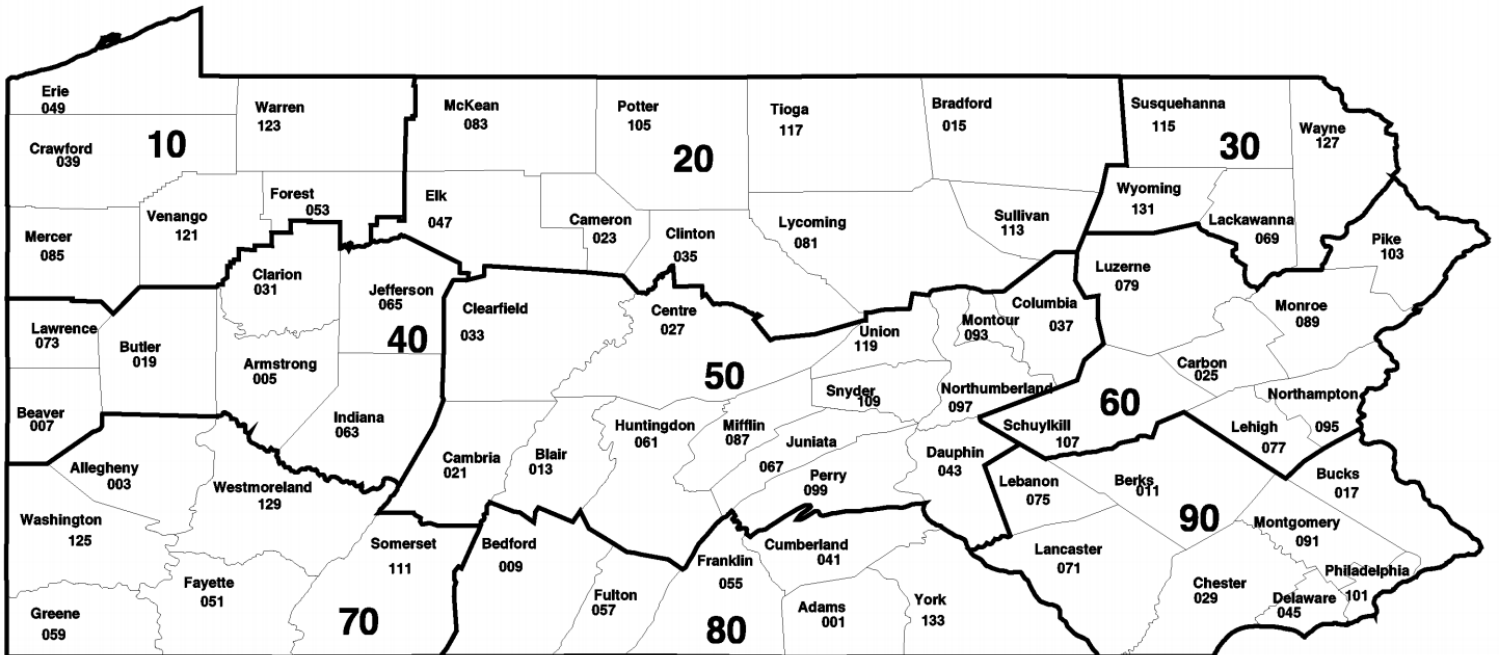 Erie
049
Crawford
039
10
Warren
123
Mercer
085
Venango
121
Forest
053
McKean
083
Potter
105
20
Tioga
117
Bradford
015
Elk
047
Cameron
023
Clinton
035
Lycoming
081
Sullivan
113
Susquehanna
115
30
Wayne
127
Wyoming
131
Lackawanna
069
Pike
103
Lawrence
073
Beaver
007
Butler
019
Clarion
031
Armstrong
005
Jefferson
065
40
Indiana
063
Clearfield
033
Centre
027
50
Union
119
Montour
093
Columbia
037
Snyder
109
Northumberland
097
Cambria
021
Blair
013
Huntingdon
061
Mifflin
087
Juniata
067
Perry
099
Dauphin
043
Luzerne
079
Monroe
089
Carbon
025
60
Schuylkill
107
Northampton
095
Lehigh
077
Allegheny
003
Washington
125
Westmoreland
129
Greene
059
Fayette
051
Somerset
111
70
Bedford
009
Fulton
057
Franklin
055
80
Cumberland
041
Adams
001
York
133
Lebanon
075
Berks
011
90
Lancaster
071
Chester
029
Bucks
017
Montgomery
091
Philadelphia
101
Delaware
045